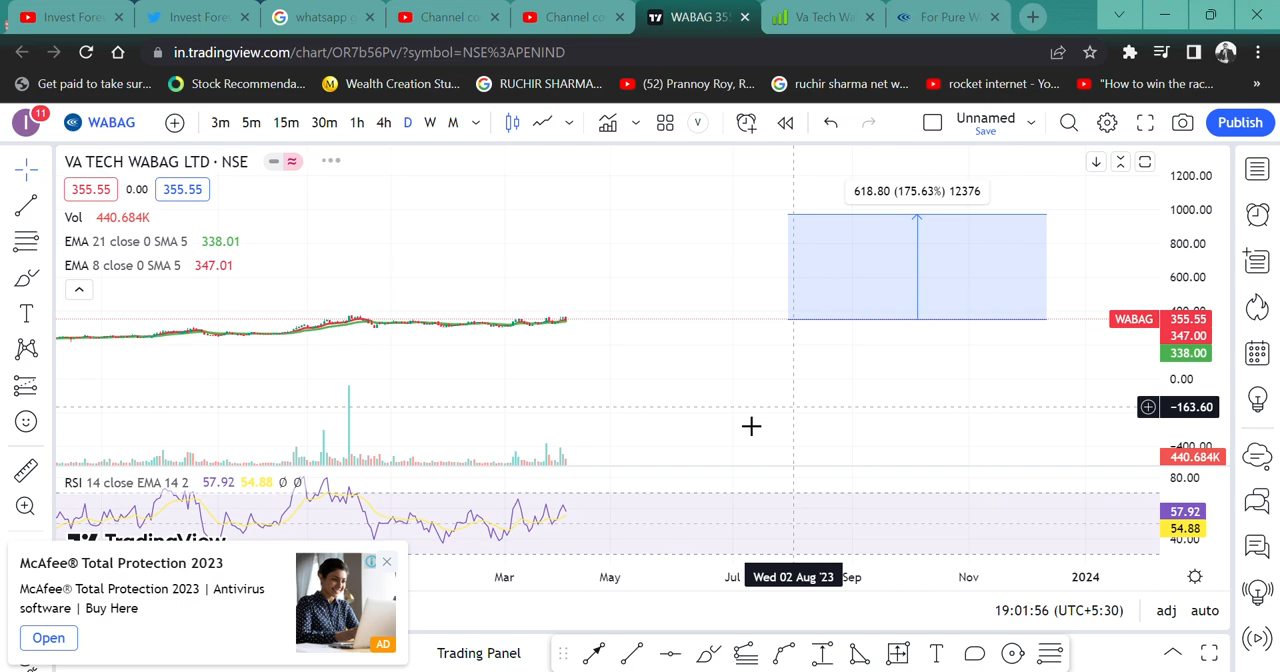 Invest Fore
Invest Fore
whatsapp g
Channel co
Channel co
WABAG 35
Va Tech Wa
For Pure W
in.tradingview.com/chart/OR7b56Pv/?symbol=NSE%3APENIND
Get paid to take sur...
Stock Recommenda...
Wealth Creation Stu...
RUCHIR SHARMA...
(52) Prannoy Roy, R...
ruchir sharma net w...
rocket internet - Yo...
"How to win the rac...
»
I 11
WABAG
3m 5m 15m 30m 1h 4h D W M
V
Unnamed
Save
Publish
VA TECH WABAG LTD · NSE
355.55 0.00 355.55
Vol 440.684K
EMA 21 close 0 SMA 5 338.01
EMA 8 close 0 SMA 5 347.01
618.80 (175.63%) 12376
1200.00
1000.00
800.00
600.00
400.00
WABAG 355.55
347.00
338.00
0.00
−163.60
−400.00
440.684K
RSI 14 close EMA 14 2 57.92 54.88 Ø Ø
80.00
57.92
54.88
40.00
TradingView
Mar May Jul Wed 02 Aug '23 Sep Nov 2024
19:01:56 (UTC+5:30) adj auto
McAfee® Total Protection 2023
McAfee® Total Protection 2023 | Antivirus
software | Buy Here
Open
AD
Trading Panel